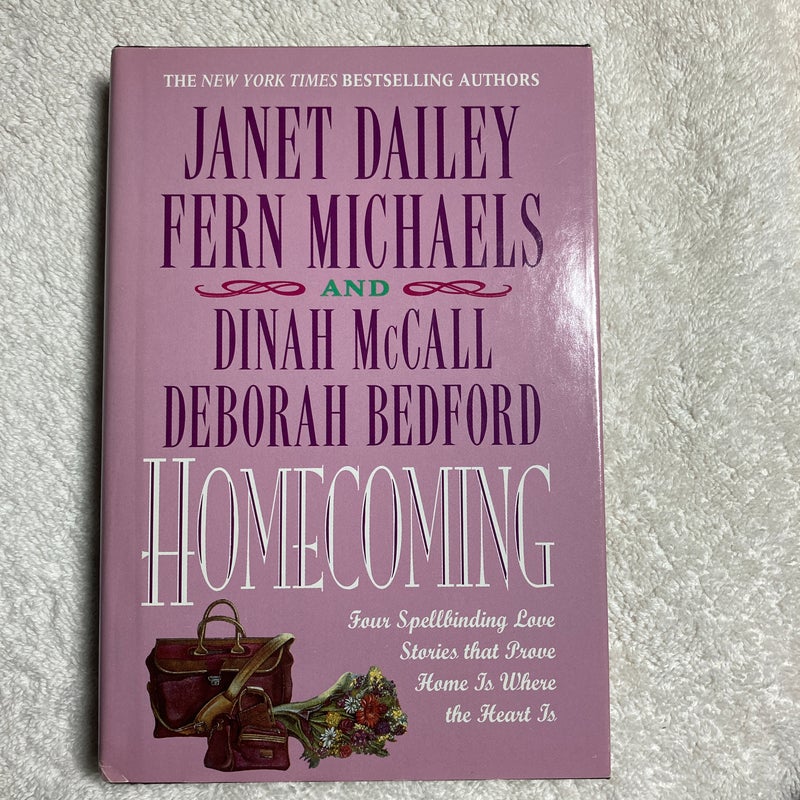 THE NEW YORK TIMES BESTSELLING AUTHORS
JANET DAILEY
FERN MICHAELS
AND
DINAH McCALL
DEBORAH BEDFORD
HOMECOMING
Four Spellbinding Love
Stories that Prove
Home Is Where
the Heart Is